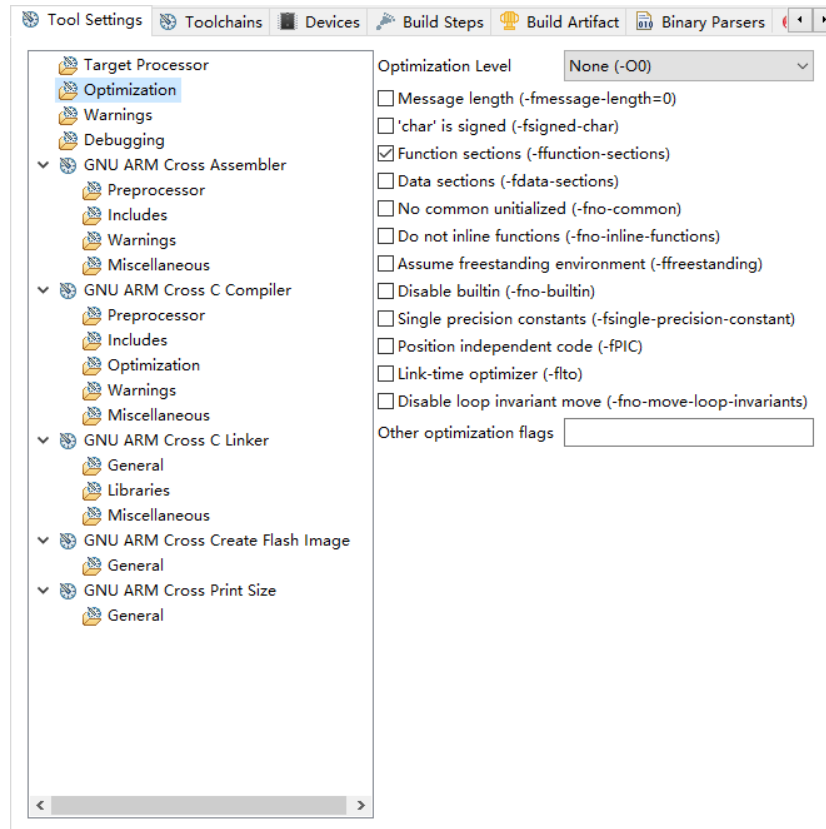 Tool Settings Toolchains Devices Build Steps Build Artifact Binary Parsers
Target Processor
Optimization
Warnings
Debugging
GNU ARM Cross Assembler
Preprocessor
Includes
Warnings
Miscellaneous
GNU ARM Cross C Compiler
Preprocessor
Includes
Optimization
Warnings
Miscellaneous
GNU ARM Cross C Linker
General
Libraries
Miscellaneous
GNU ARM Cross Create Flash Image
General
GNU ARM Cross Print Size
General
Optimization Level None (-O0)
Message length (-fmessage-length=0)
'char' is signed (-fsigned-char)
Function sections (-ffunction-sections)
Data sections (-fdata-sections)
No common unitialized (-fno-common)
Do not inline functions (-fno-inline-functions)
Assume freestanding environment (-ffreestanding)
Disable builtin (-fno-builtin)
Single precision constants (-fsingle-precision-constant)
Position independent code (-fPIC)
Link-time optimizer (-flto)
Disable loop invariant move (-fno-move-loop-invariants)
Other optimization flags